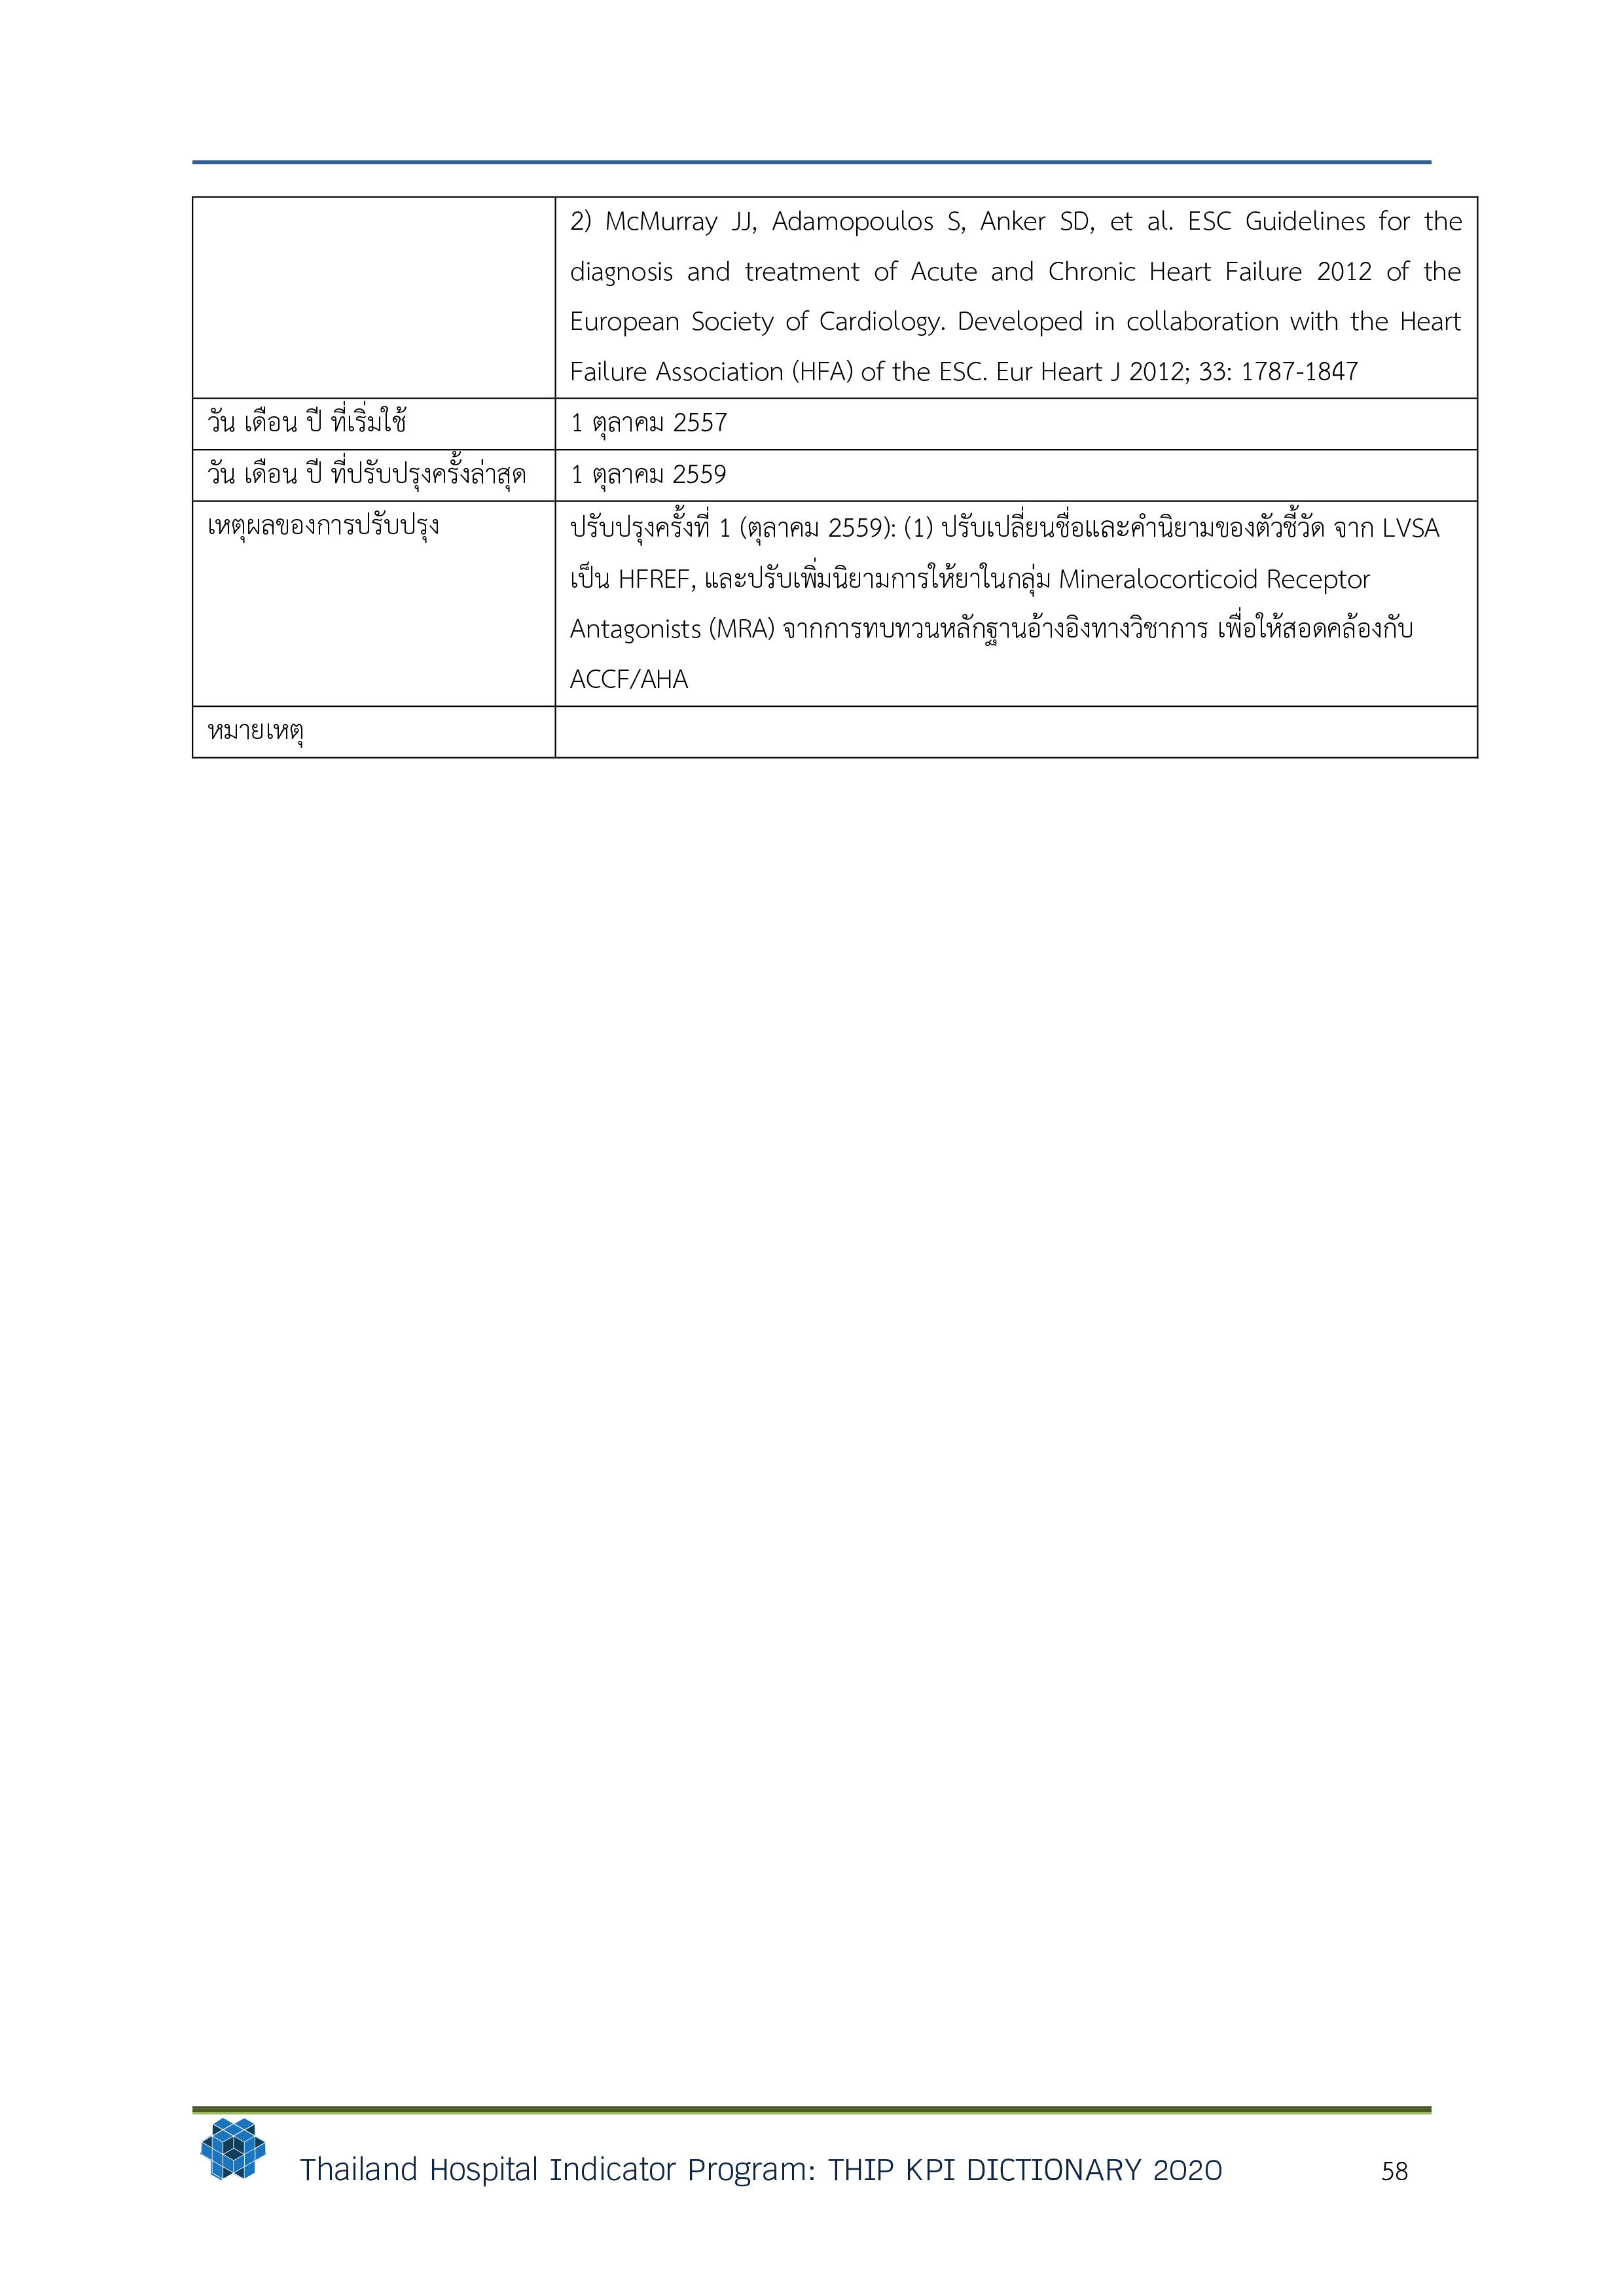 2) McMurray JJ, Adamopoulos S, Anker SD, et al. ESC Guidelines for the
diagnosis and treatment of Acute and Chronic Heart Failure 2012 of the
European Society of Cardiology. Developed in collaboration with the Heart
Failure Association (HFA) of the ESC. Eur Heart J 2012; 33: 1787-1847
วัน เดือน ปี ที่เริ่มใช้
1 ตุลาคม 2557
วัน เดือน ปี ที่ปรับปรุงครั้งล่าสุด
1 ตุลาคม 2559
เหตุผลของการปรับปรุง
ปรับปรุงครั้งที่ 1 (ตุลาคม 2559): (1) ปรับเปลี่ยนชื่อและคำนิยามของตัวชี้วัด จาก LVSA
เป็น HFREF, และปรับเพิ่มนิยามการให้ยาในกลุ่ม Mineralocorticoid Receptor
Antagonists (MRA) จากการทบทวนหลักฐานอ้างอิงทางวิชาการ เพื่อให้สอดคล้องกับ
ACCF/AHA
หมายเหตุ
Thailand Hospital Indicator Program: THIP KPI DICTIONARY 2020
58